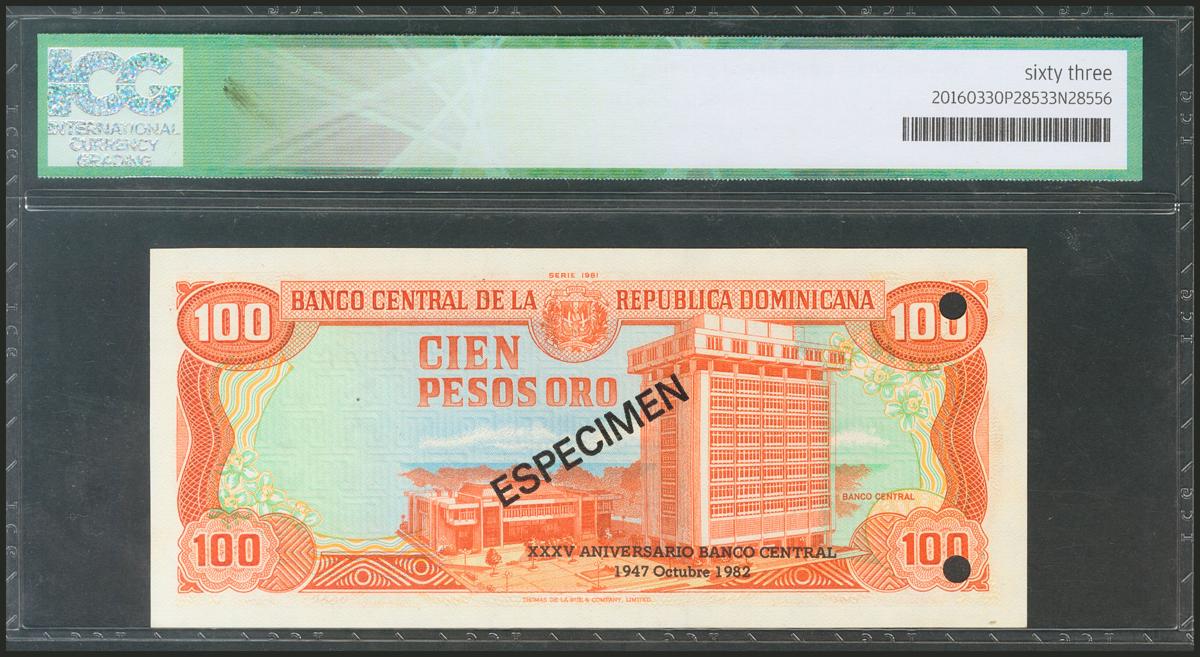 ICG
INTERNATIONAL
CURRENCY
GRADING
sixty three
20160330P28533N28556
SERIE 1981
BANCO CENTRAL DE LA REPUBLICA DOMINICANA
100
100
CIEN
PESOS ORO
ESPECIMEN
BANCO CENTRAL
100
100
XXXV ANIVERSARIO BANCO CENTRAL
1947 Octubre 1982
THOMAS DE LA RUE & COMPANY, LIMITED.